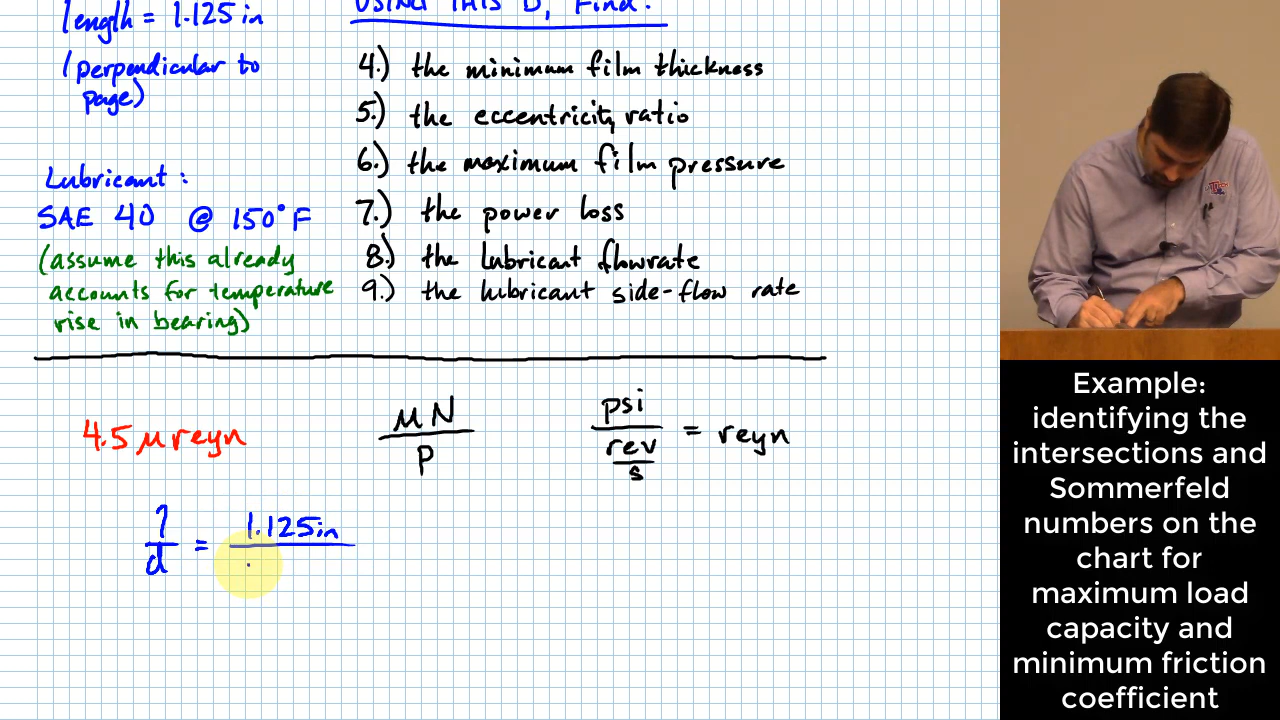 length = 1.125 in
(perpendicular to
page)
Lubricant:
SAE 40 @ 150°F
(assume this already
accounts for temperature
rise in bearing)
USING THIS D, Find:
4.) the minimum film thickness
5.) the eccentricity ratio
6.) the maximum film pressure
7.) the power loss
8.) the lubricant flowrate
9.) the lubricant side-flow rate
4.5 μreyn
μN
P
psi
rev
s
= reyn
l
d
=
1.125in
Example:
identifying the
intersections and
Sommerfeld
numbers on the
chart for
maximum load
capacity and
minimum friction
coefficient